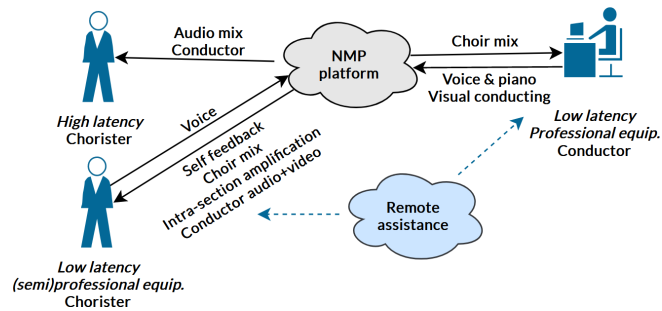 Audio mix
Conductor
NMP
platform
Choir mix
Voice & piano
Visual conducting
High latency
Chorister
Voice
Self feedback
Choir mix
Intra-section amplification
Conductor audio+video
Low latency
Professional equip.
Conductor
Remote
assistance
Low latency
(semi)professional equip.
Chorister